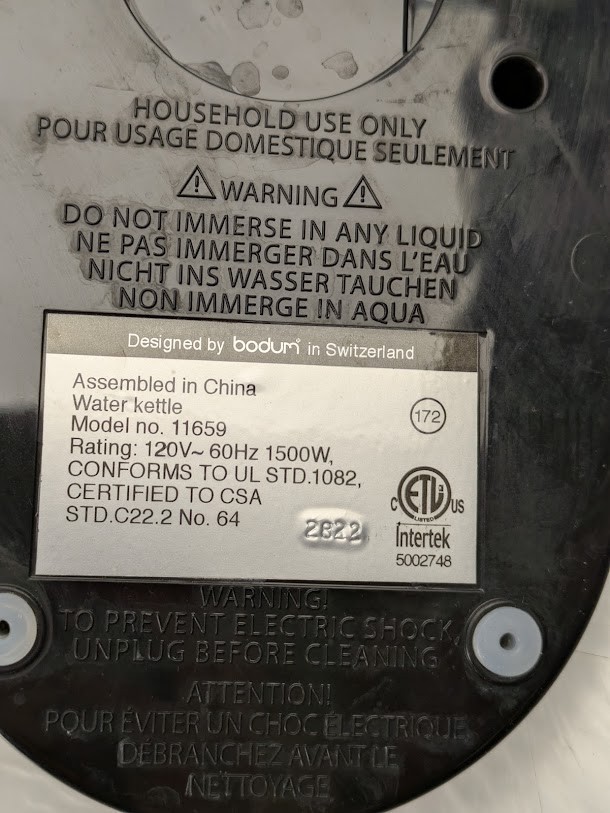 HOUSEHOLD USE ONLY
POUR USAGE DOMESTIQUE SEULEMENT
WARNING
DO NOT IMMERSE IN ANY LIQUID
NE PAS IMMERGER DANS L'EAU
NICHT INS WASSER TAUCHEN
NON IMMERGE IN AQUA
Designed by bodum® in Switzerland
Assembled in China
Water kettle
Model no. 11659
Rating: 120V~ 60Hz 1500W,
CONFORMS TO UL STD.1082,
CERTIFIED TO CSA
STD.C22.2 No. 64
172
C ETL US
LISTED
Intertek
5002748
2822
WARNING!
TO PREVENT ELECTRIC SHOCK,
UNPLUG BEFORE CLEANING
ATTENTION!
POUR ÉVITER UN CHOC ÉLECTRIQUE,
DÉBRANCHEZ AVANT LE
NETTOYAGE